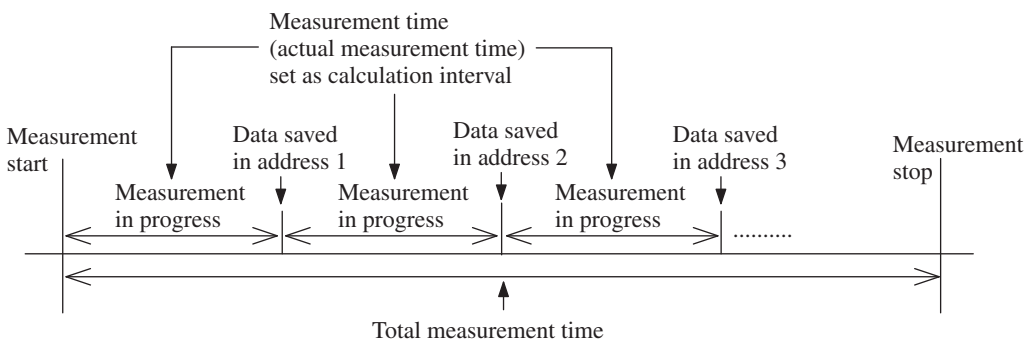 Measurement time
(actual measurement time)
set as calculation interval
Measurement
start
Data saved
in address 1
Data saved
in address 2
Data saved
in address 3
Measurement
stop
Measurement
in progress
Measurement
in progress
Measurement
in progress
..........
Total measurement time